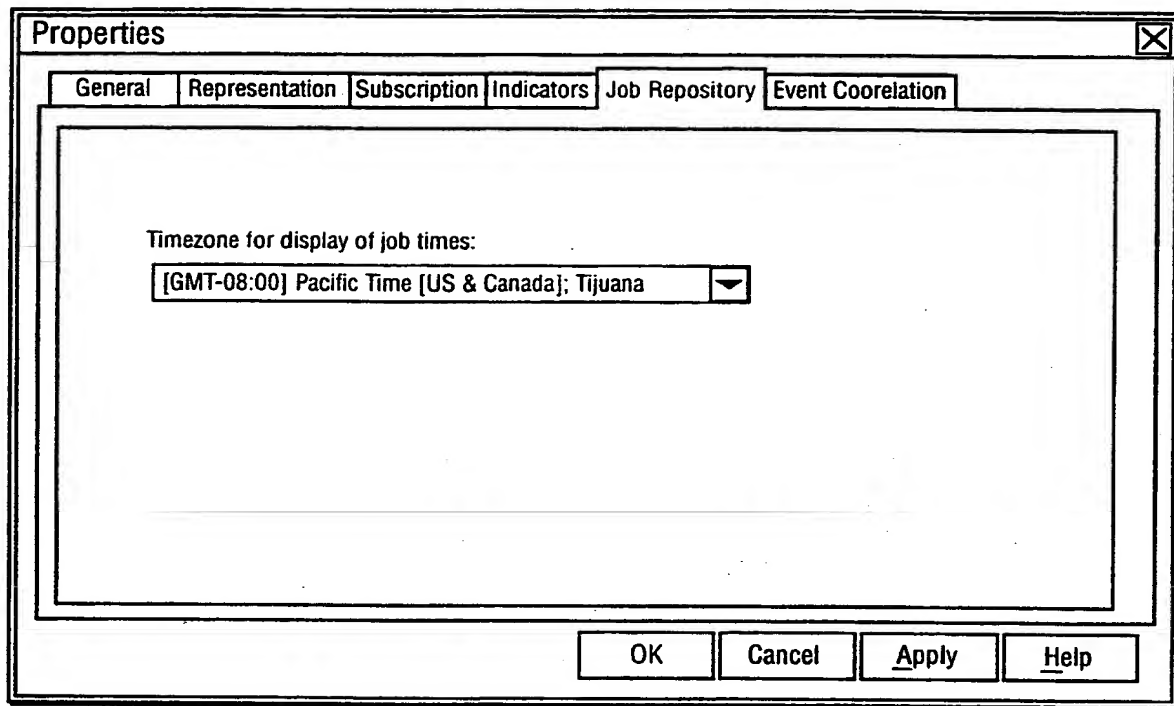 Properties
General Representation Subscription Indicators Job Repository Event Coorelation
Timezone for display of job times:
[GMT-08:00] Pacific Time [US & Canada]; Tijuana
OK Cancel Apply Help